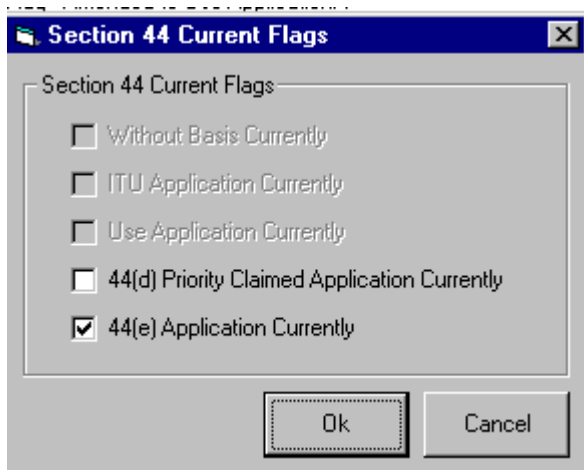 Section 44 Current Flags
Section 44 Current Flags
Without Basis Currently
ITU Application Currently
Use Application Currently
44(d) Priority Claimed Application Currently
44(e) Application Currently
Ok
Cancel